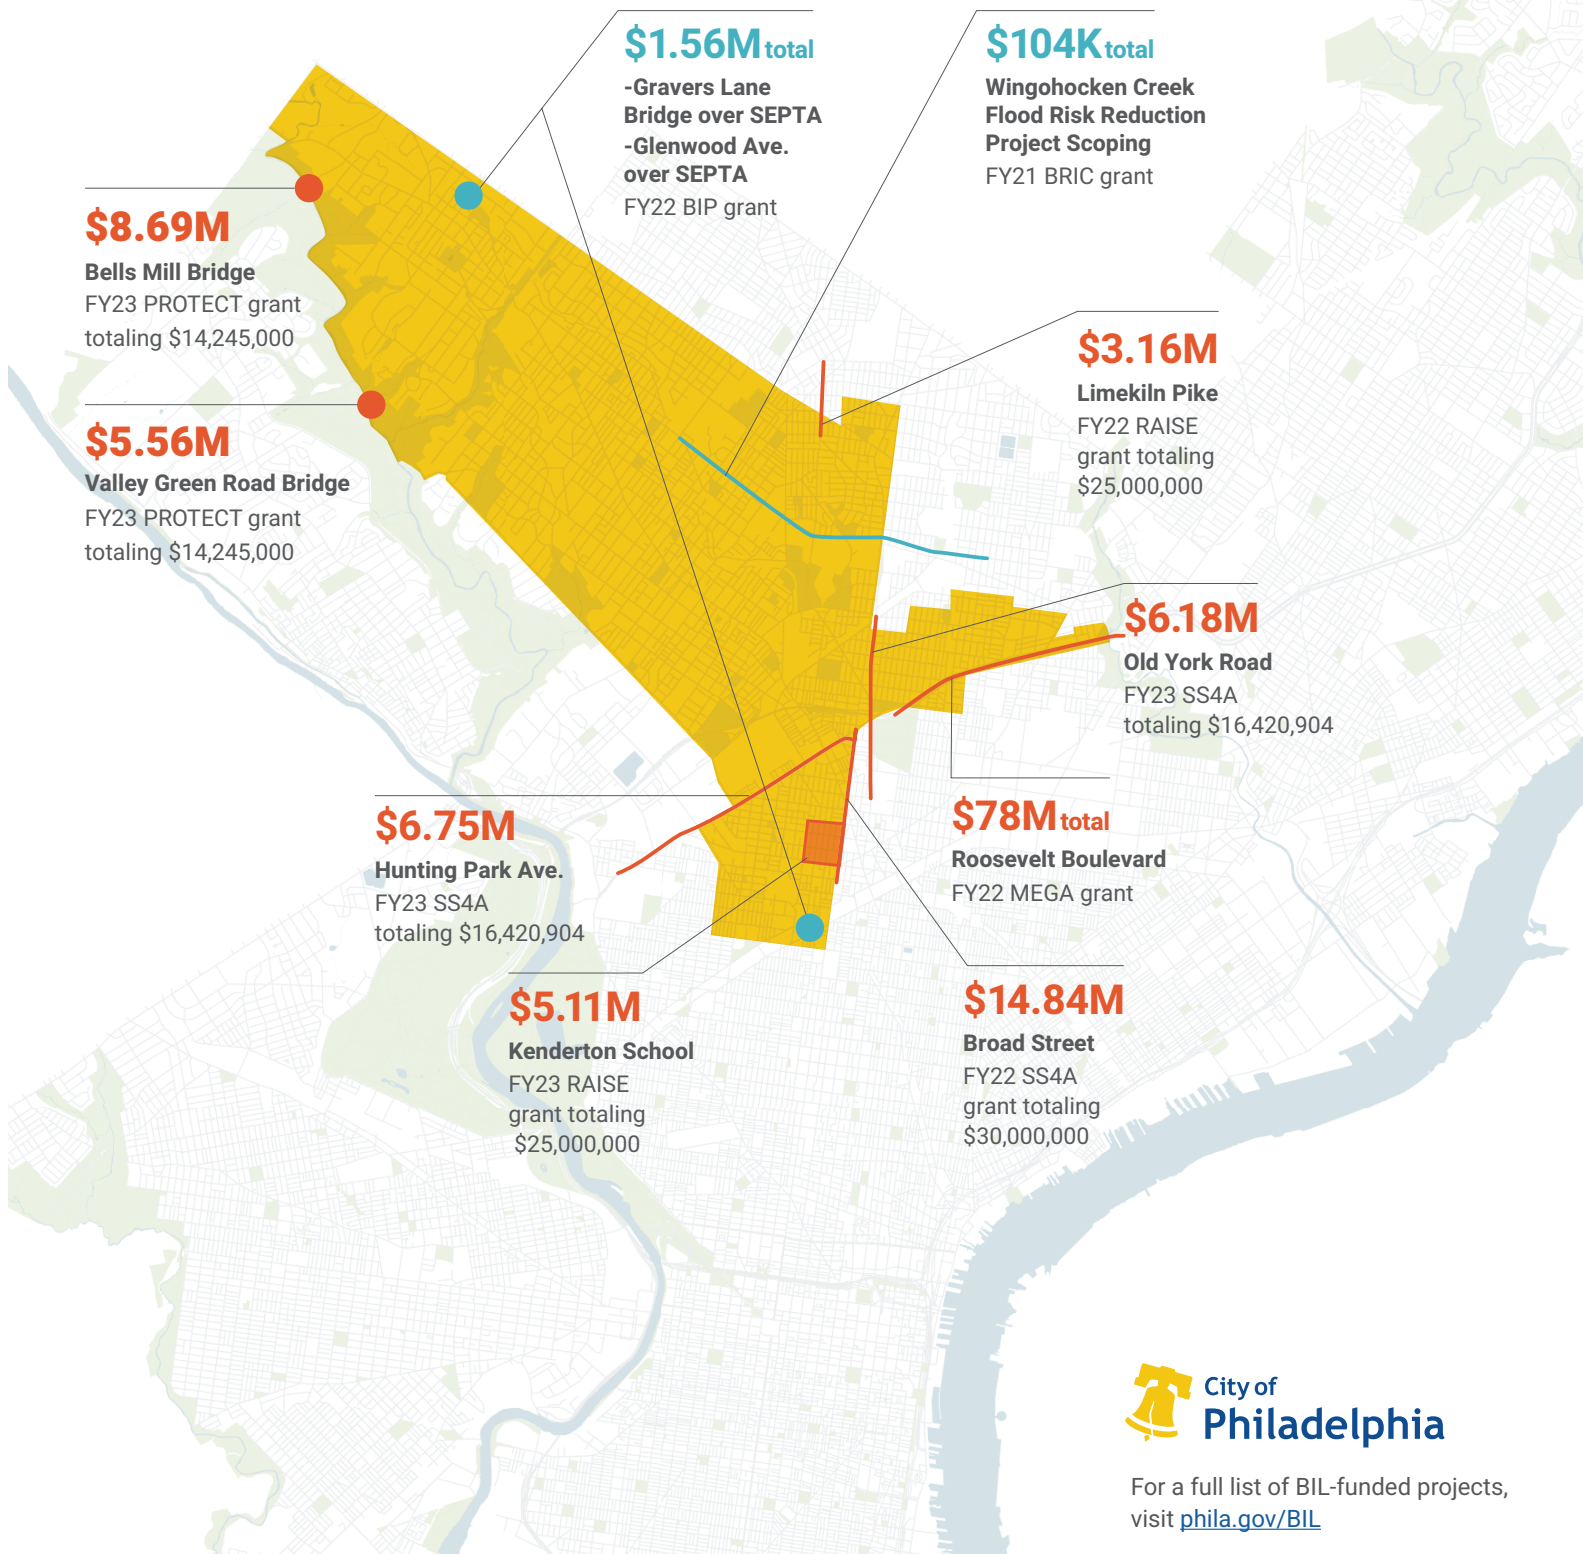 $1.56M total
-Gravers Lane
Bridge over SEPTA
-Glenwood Ave.
over SEPTA
FY22 BIP grant
$104K total
Wingohocken Creek
Flood Risk Reduction
Project Scoping
FY21 BRIC grant
$8.69M
Bells Mill Bridge
FY23 PROTECT grant
totaling $14,245,000
$3.16M
Limekiln Pike
FY22 RAISE
grant totaling
$25,000,000
$5.56M
Valley Green Road Bridge
FY23 PROTECT grant
totaling $14,245,000
$6.18M
Old York Road
FY23 SS4A
totaling $16,420,904
$6.75M
Hunting Park Ave.
FY23 SS4A
totaling $16,420,904
$78M total
Roosevelt Boulevard
FY22 MEGA grant
$5.11M
Kenderton School
FY23 RAISE
grant totaling
$25,000,000
$14.84M
Broad Street
FY22 SS4A
grant totaling
$30,000,000
City of
Philadelphia
For a full list of BIL-funded projects,
visit phila.gov/BIL